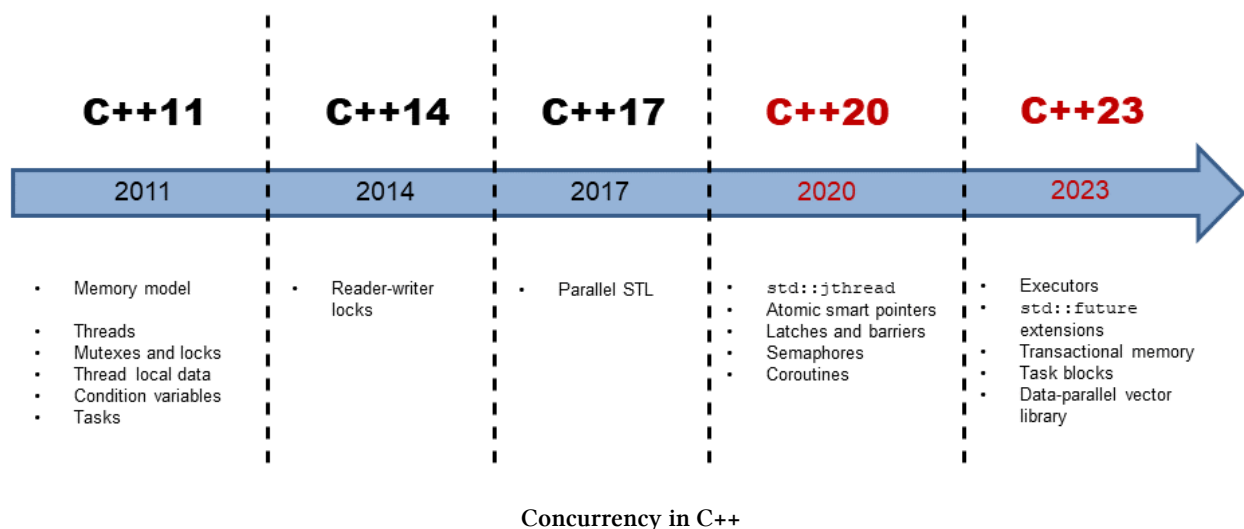 C++11
C++14
C++17
C++20
C++23
2011
2014
2017
2020
2023
• Memory model
• Threads
• Mutexes and locks
• Thread local data
• Condition variables
• Tasks
• Reader-writer
locks
• Parallel STL
• std::jthread
• Atomic smart pointers
• Latches and barriers
• Semaphores
• Coroutines
• Executors
• std::future
extensions
• Transactional memory
• Task blocks
• Data-parallel vector
library
Concurrency in C++